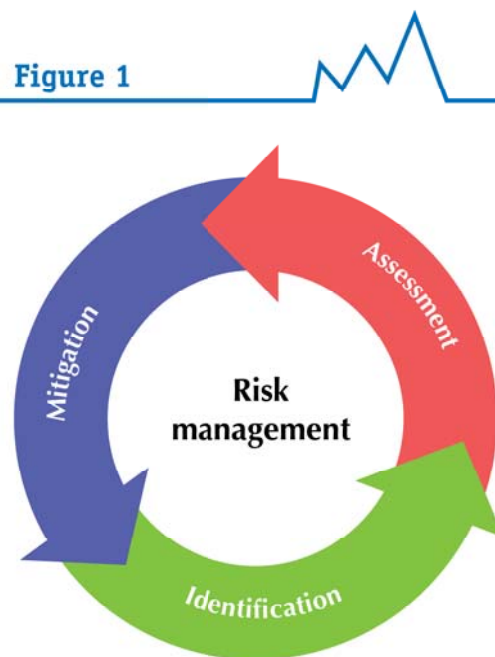 Figure 1
Assessment
Mitigation
Risk
management
Identification